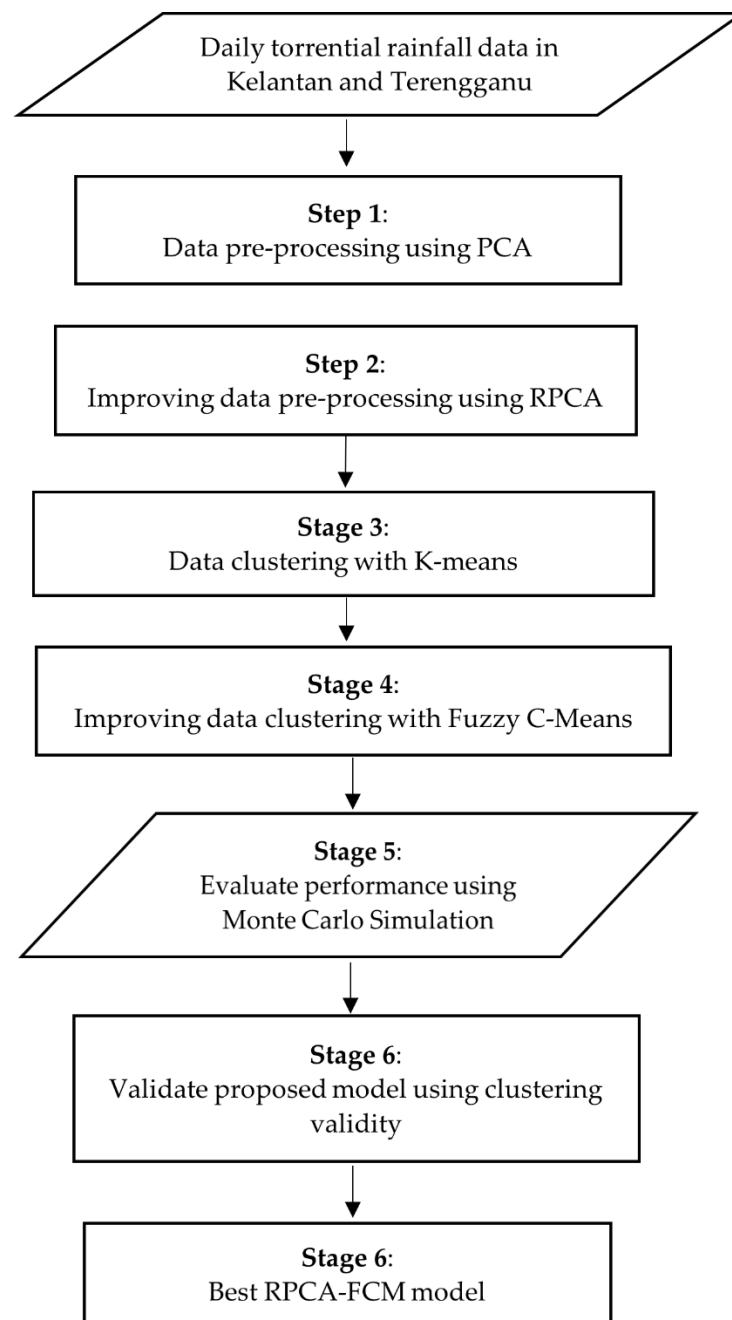 Daily torrential rainfall data in
Kelantan and Terengganu
Step 1:
Data pre-processing using PCA
Step 2:
Improving data pre-processing using RPCA
Stage 3:
Data clustering with K-means
Stage 4:
Improving data clustering with Fuzzy C-Means
Stage 5:
Evaluate performance using
Monte Carlo Simulation
Stage 6:
Validate proposed model using clustering
validity
Stage 6:
Best RPCA-FCM model